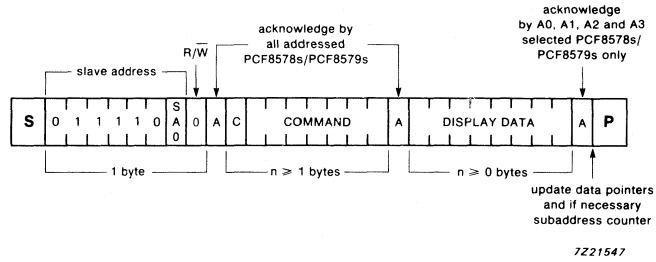 acknowledge
by A0, A1, A2 and A3
selected PCF8578s/
PCF8579s only
acknowledge by
all addressed
PCF8578s/PCF8579s
R/W̅
slave address
S 0 1 1 1 1 0 SA0 0 A C COMMAND A DISPLAY DATA A P
1 byte
n ⩾ 1 bytes
n ⩾ 0 bytes
update data pointers
and if necessary
subaddress counter
7Z21547